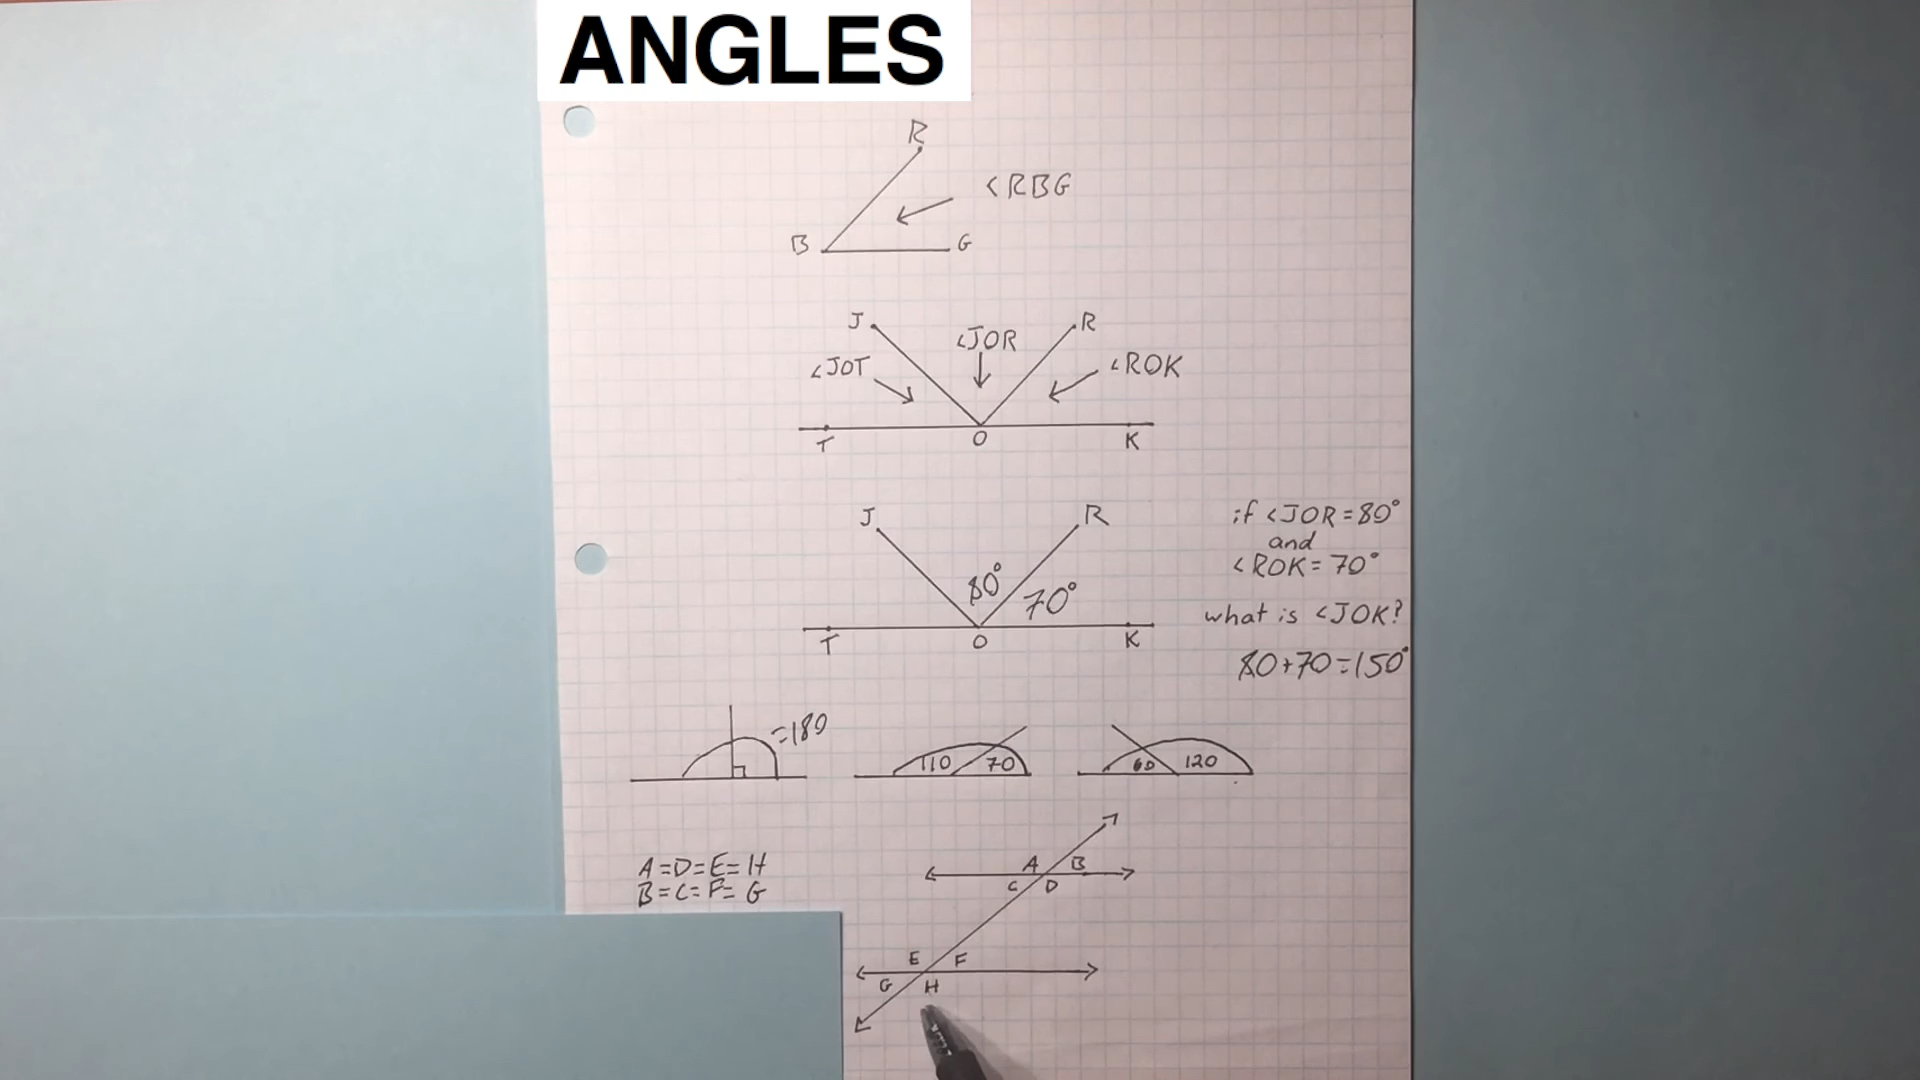 ANGLES
R
<RBG
B
G
J
R
<JOR
<JOT
<ROK
T
O
K
J
R
80°
70°
T
O
K
if <JOR=80°
and
<ROK=70°
what is <JOK?
80+70=150°
=180
110
70
60
120
A=D=E=H
B=C=F=G
A
B
C
D
E
F
G
H